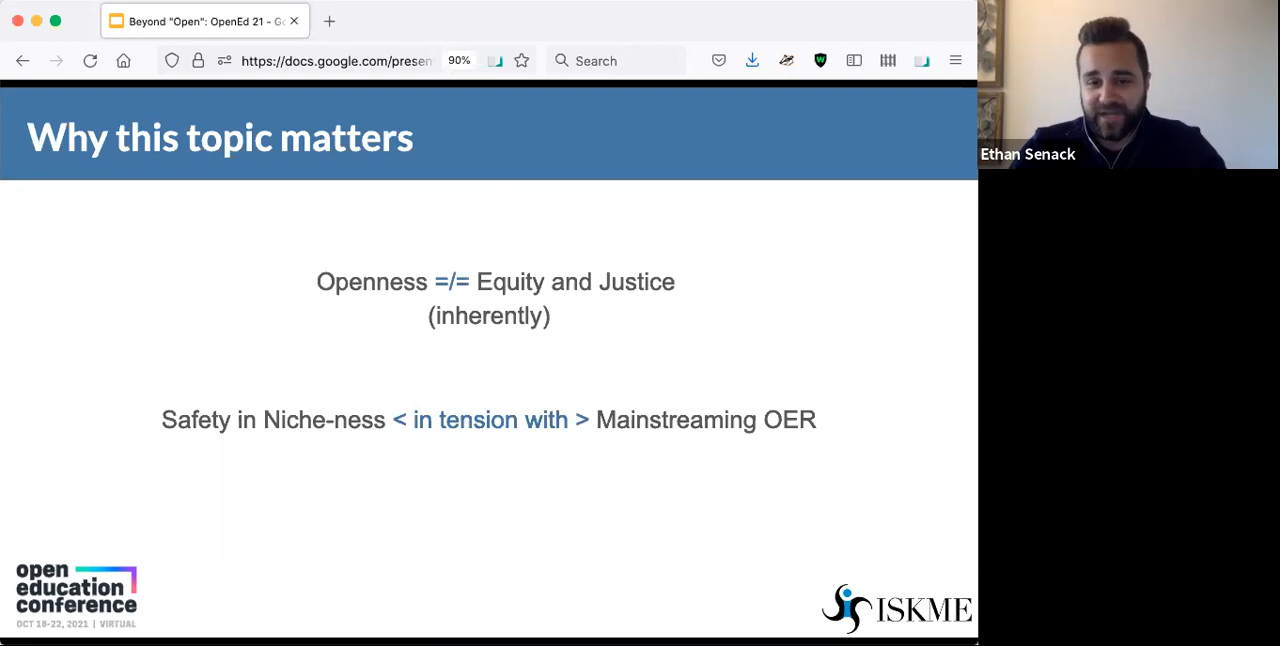 Beyond "Open": OpenEd 21 - Go
https://docs.google.com/presen
90%
Search
Why this topic matters
Ethan Senack
Openness =/= Equity and Justice
(inherently)
Safety in Niche-ness < in tension with > Mainstreaming OER
open
education
conference
OCT 18-22, 2021 | VIRTUAL
ISKME